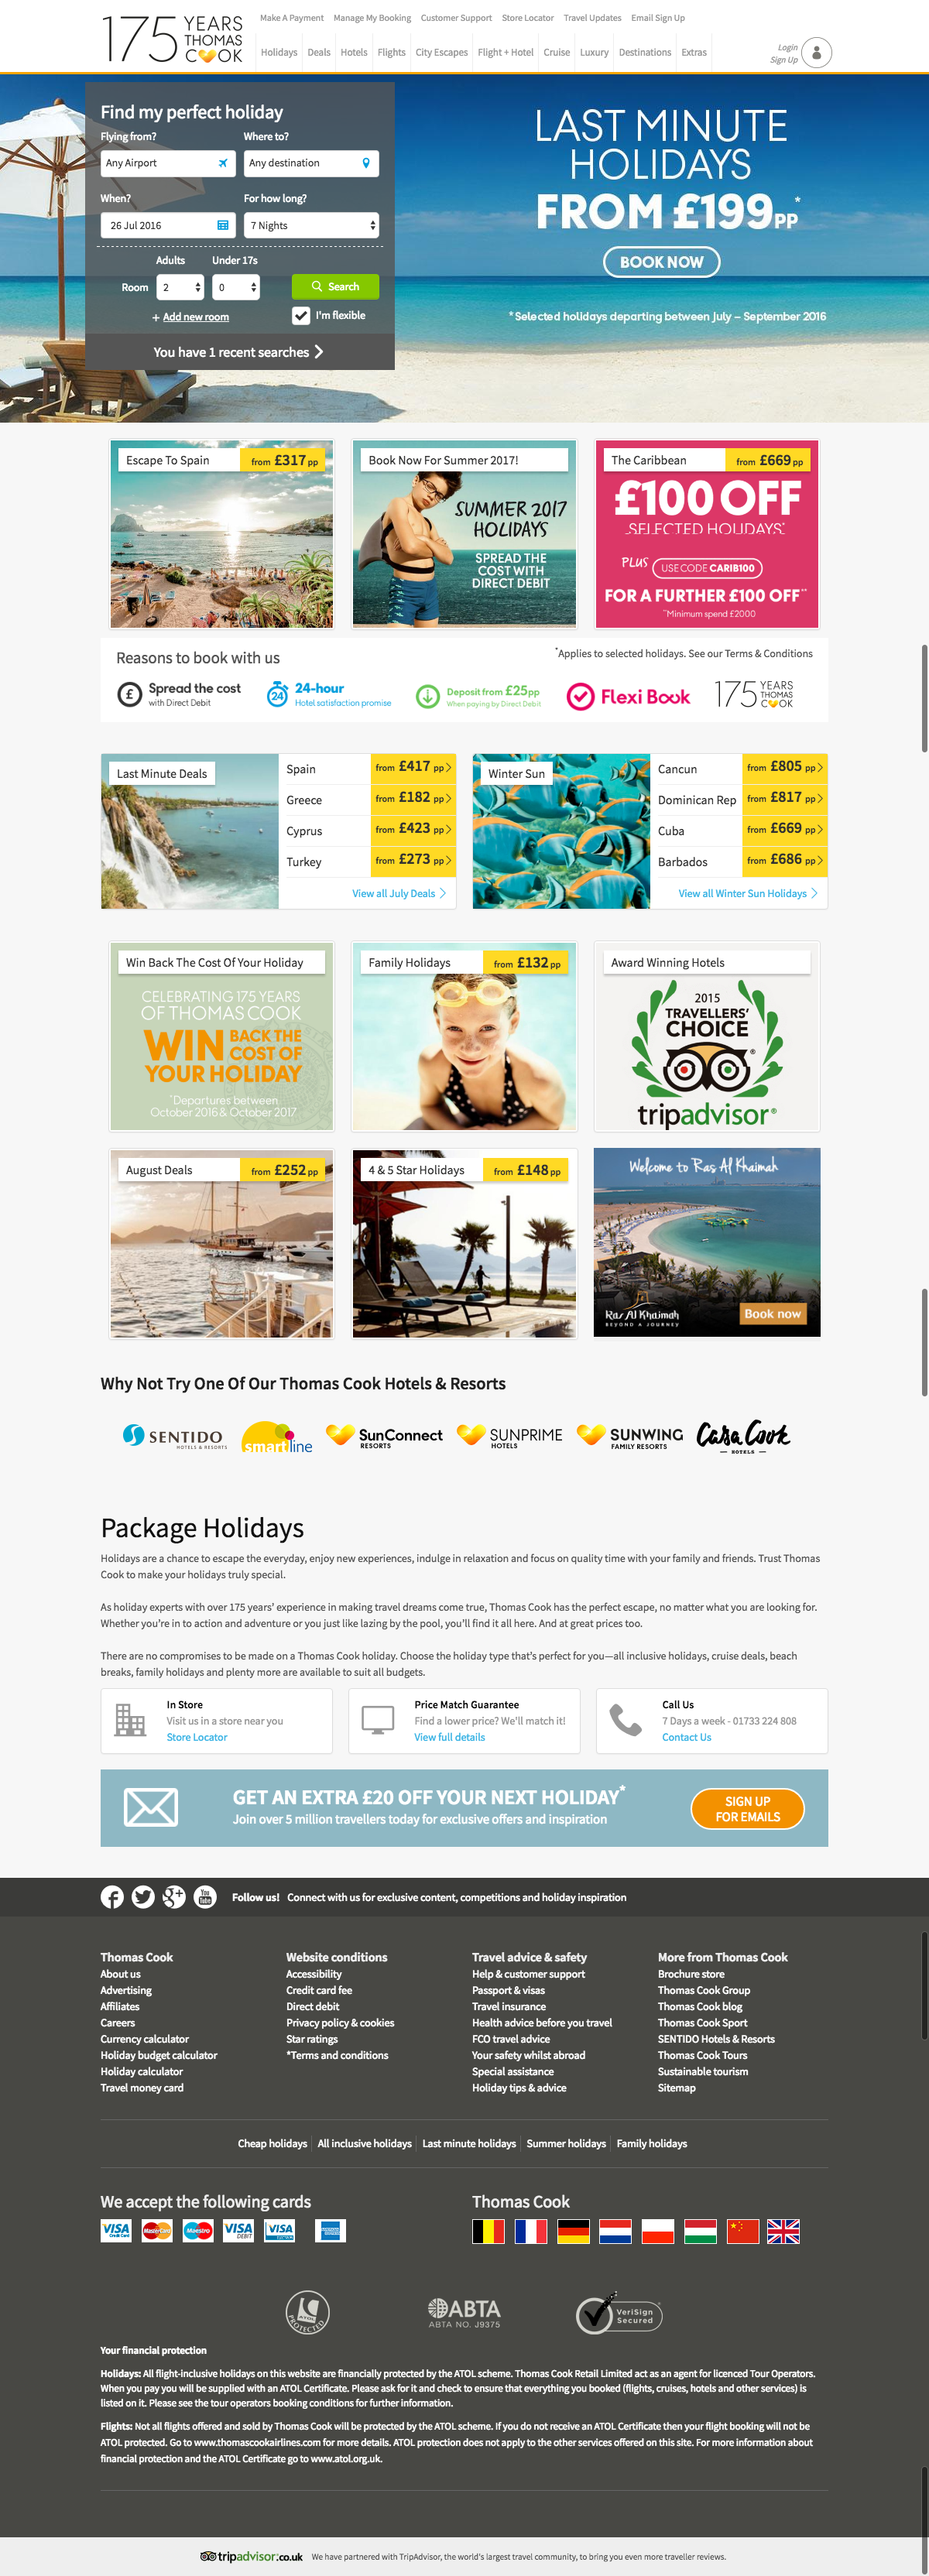 175 YEARS
THOMAS
COOK
Make A Payment Manage My Booking Customer Support Store Locator Travel Updates Email Sign Up
Holidays Deals Hotels Flights City Escapes Flight + Hotel Cruise Luxury Destinations Extras
Login
Sign Up
Find my perfect holiday
Flying from? Where to?
Any Airport Any destination
When? For how long?
26 Jul 2016 7 Nights
Adults Under 17s
Room 2 0 Search
+ Add new room I'm flexible
You have 1 recent searches
LAST MINUTE
HOLIDAYS
FROM £199PP*
BOOK NOW
*Selected holidays departing between July – September 2016
Escape To Spain from £317pp
Book Now For Summer 2017!
SUMMER 2017
HOLIDAYS
SPREAD THE
COST WITH
DIRECT DEBIT
The Caribbean from £669pp
£100 OFF
SELECTED HOLIDAYS*
PLUS USE CODE CARIB100
FOR A FURTHER £100 OFF**
**Minimum spend £2000
Reasons to book with us
*Applies to selected holidays. See our Terms & Conditions
Spread the cost
with Direct Debit
24
24-hour
Hotel satisfaction promise
Deposit from £25pp
When paying by Direct Debit
Flexi Book
175 YEARS
THOMAS
COOK
Last Minute Deals
Spain from £417 pp
Greece from £182 pp
Cyprus from £423 pp
Turkey from £273 pp
View all July Deals
Winter Sun
Cancun from £805 pp
Dominican Rep from £817 pp
Cuba from £669 pp
Barbados from £686 pp
View all Winter Sun Holidays
Win Back The Cost Of Your Holiday
CELEBRATING 175 YEARS
OF THOMAS COOK
WIN BACK THE
COST OF
YOUR HOLIDAY
*Departures between
October 2016 & October 2017
Family Holidays from £132pp
Award Winning Hotels
2015
TRAVELLERS'
CHOICE
tripadvisor®
August Deals from £252pp
4 & 5 Star Holidays from £148pp
Welcome to Ras Al Khaimah
Ras Al Khaimah
BEYOND A JOURNEY
Book now
Why Not Try One Of Our Thomas Cook Hotels & Resorts
SENTIDO
HOTELS & RESORTS
smartline
SunConnect
RESORTS
SUNPRIME
HOTELS
SUNWING
FAMILY RESORTS
Casa Cook
HOTELS
Package Holidays
Holidays are a chance to escape the everyday, enjoy new experiences, indulge in relaxation and focus on quality time with your family and friends. Trust Thomas
Cook to make your holidays truly special.
As holiday experts with over 175 years' experience in making travel dreams come true, Thomas Cook has the perfect escape, no matter what you are looking for.
Whether you're in to action and adventure or you just like lazing by the pool, you'll find it all here. And at great prices too.
There are no compromises to be made on a Thomas Cook holiday. Choose the holiday type that's perfect for you—all inclusive holidays, cruise deals, beach
breaks, family holidays and plenty more are available to suit all budgets.
In Store
Visit us in a store near you
Store Locator
Price Match Guarantee
Find a lower price? We'll match it!
View full details
Call Us
7 Days a week - 01733 224 808
Contact Us
GET AN EXTRA £20 OFF YOUR NEXT HOLIDAY*
Join over 5 million travellers today for exclusive offers and inspiration
SIGN UP
FOR EMAILS
Follow us! Connect with us for exclusive content, competitions and holiday inspiration
Thomas Cook
About us
Advertising
Affiliates
Careers
Currency calculator
Holiday budget calculator
Holiday calculator
Travel money card
Website conditions
Accessibility
Credit card fee
Direct debit
Privacy policy & cookies
Star ratings
*Terms and conditions
Travel advice & safety
Help & customer support
Passport & visas
Travel insurance
Health advice before you travel
FCO travel advice
Your safety whilst abroad
Special assistance
Holiday tips & advice
More from Thomas Cook
Brochure store
Thomas Cook Group
Thomas Cook blog
Thomas Cook Sport
SENTIDO Hotels & Resorts
Thomas Cook Tours
Sustainable tourism
Sitemap
Cheap holidays All inclusive holidays Last minute holidays Summer holidays Family holidays
We accept the following cards
VISA MasterCard Maestro VISA DEBIT VISA
Thomas Cook
ATOL PROTECTED
ABTA
ABTA NO. J9375
VeriSign
Secured
Your financial protection
Holidays: All flight-inclusive holidays on this website are financially protected by the ATOL scheme. Thomas Cook Retail Limited act as an agent for licenced Tour Operators.
When you pay you will be supplied with an ATOL Certificate. Please ask for it and check to ensure that everything you booked (flights, cruises, hotels and other services) is
listed on it. Please see the tour operators booking conditions for further information.
Flights: Not all flights offered and sold by Thomas Cook will be protected by the ATOL scheme. If you do not receive an ATOL Certificate then your flight booking will not be
ATOL protected. Go to www.thomascookairlines.com for more details. ATOL protection does not apply to the other services offered on this site. For more information about
financial protection and the ATOL Certificate go to www.atol.org.uk.
tripadvisor.co.uk We have partnered with TripAdvisor, the world's largest travel community, to bring you even more traveller reviews.